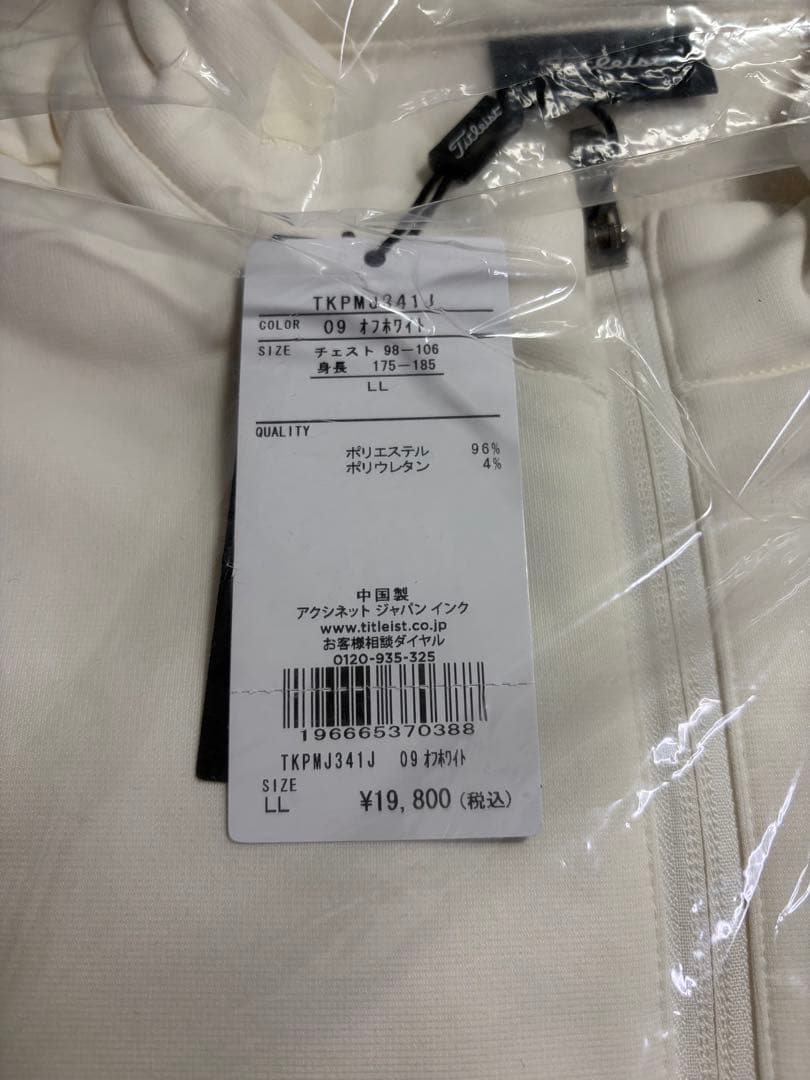 Titleist
Titleist
TKPMJ341J
COLOR 09 オフホワイト
SIZE チェスト 98－106
身長 175－185
LL
QUALITY
ポリエステル 96%
ポリウレタン 4%
中国製
アクシネット ジャパン インク
www.titleist.co.jp
お客様相談ダイヤル
0120-935-325
196665370388
TKPMJ341J 09 オフホワイト
SIZE
LL ¥19,800（税込）